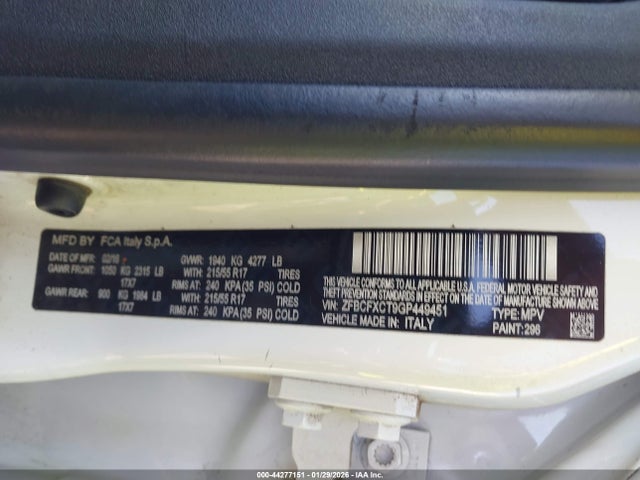 MFD BY FCA Italy S.p.A.
DATE OF MFR: 02/16 GVWR: 1940 KG 4277 LB
GAWR FRONT: 1050 KG 2315 LB WITH: 215/55 R17 TIRES
17X7 RIMS AT: 240 KPA (35 PSI) COLD
GAWR REAR: 900 KG 1984 LB WITH: 215/55 R17 TIRES
17X7 RIMS AT: 240 KPA (35 PSI) COLD
THIS VEHICLE CONFORMS TO ALL APPLICABLE U.S.A. FEDERAL MOTOR VEHICLE SAFETY
AND THEFT PREVENTION STANDARDS IN EFFECT ON THE DATE OF MANUFACTURE
VIN: ZFBCFXCT9GP449451 TYPE: MPV
VEHICLE MADE IN: ITALY PAINT: 296
000-44277151 - 01/29/2026 - WWW.IAAI.COM